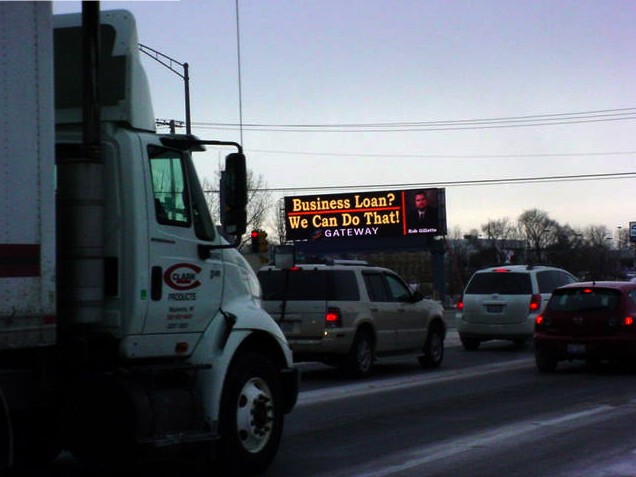 Business Loan?
We Can Do That!
GATEWAY
Rob Gillette
CLARK
PRODUCTS